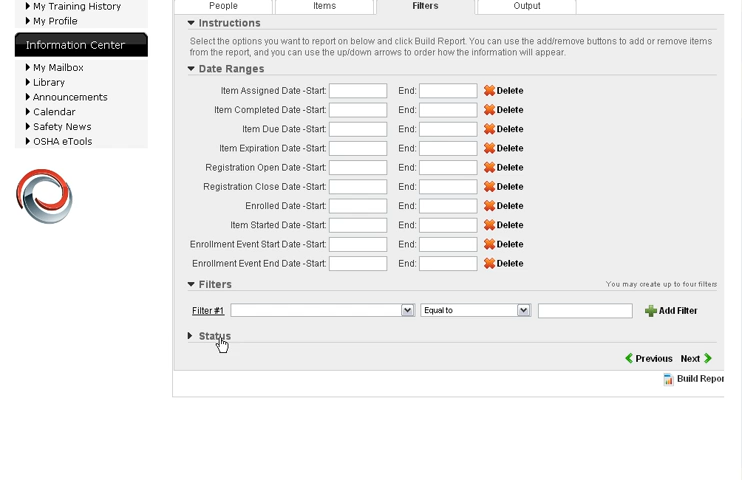 My Training History
My Profile
Information Center
My Mailbox
Library
Announcements
Calendar
Safety News
OSHA eTools
People Items Filters Output
Instructions
Select the options you want to report on below and click Build Report. You can use the add/remove buttons to add or remove items
from the report, and you can use the up/down arrows to order how the information will appear.
Date Ranges
Item Assigned Date -Start: End: Delete
Item Completed Date -Start: End: Delete
Item Due Date -Start: End: Delete
Item Expiration Date -Start: End: Delete
Registration Open Date -Start: End: Delete
Registration Close Date -Start: End: Delete
Enrolled Date -Start: End: Delete
Item Started Date -Start: End: Delete
Enrollment Event Start Date -Start: End: Delete
Enrollment Event End Date -Start: End: Delete
Filters You may create up to four filters
Filter #1 Equal to Add Filter
Status
Previous Next
Build Repor